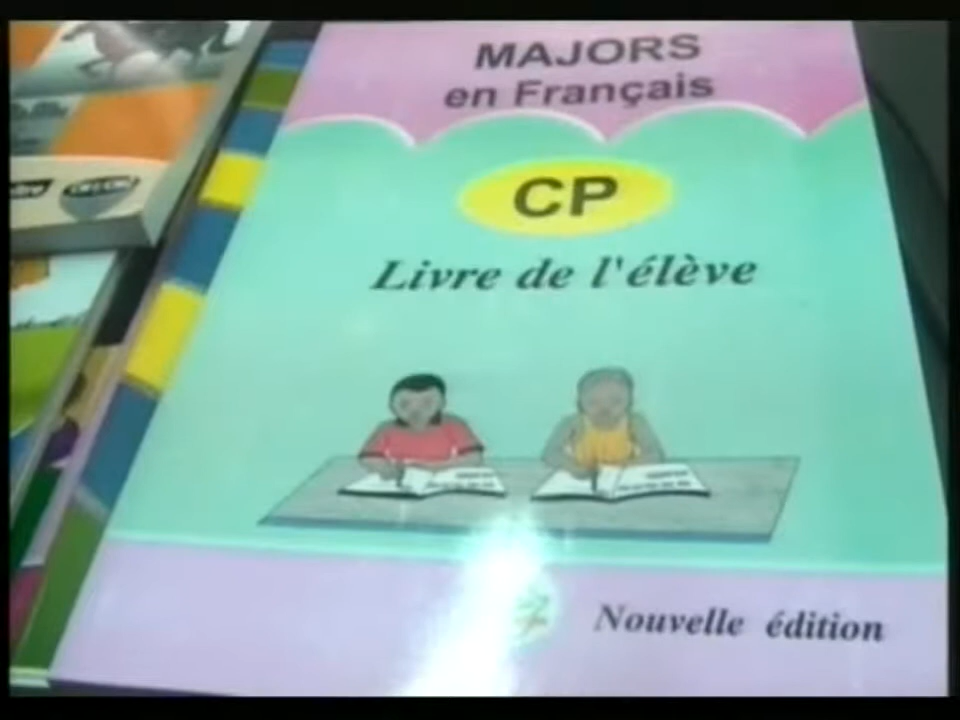 MAJORS
en Français
CP
Livre de l'élève
Nouvelle édition